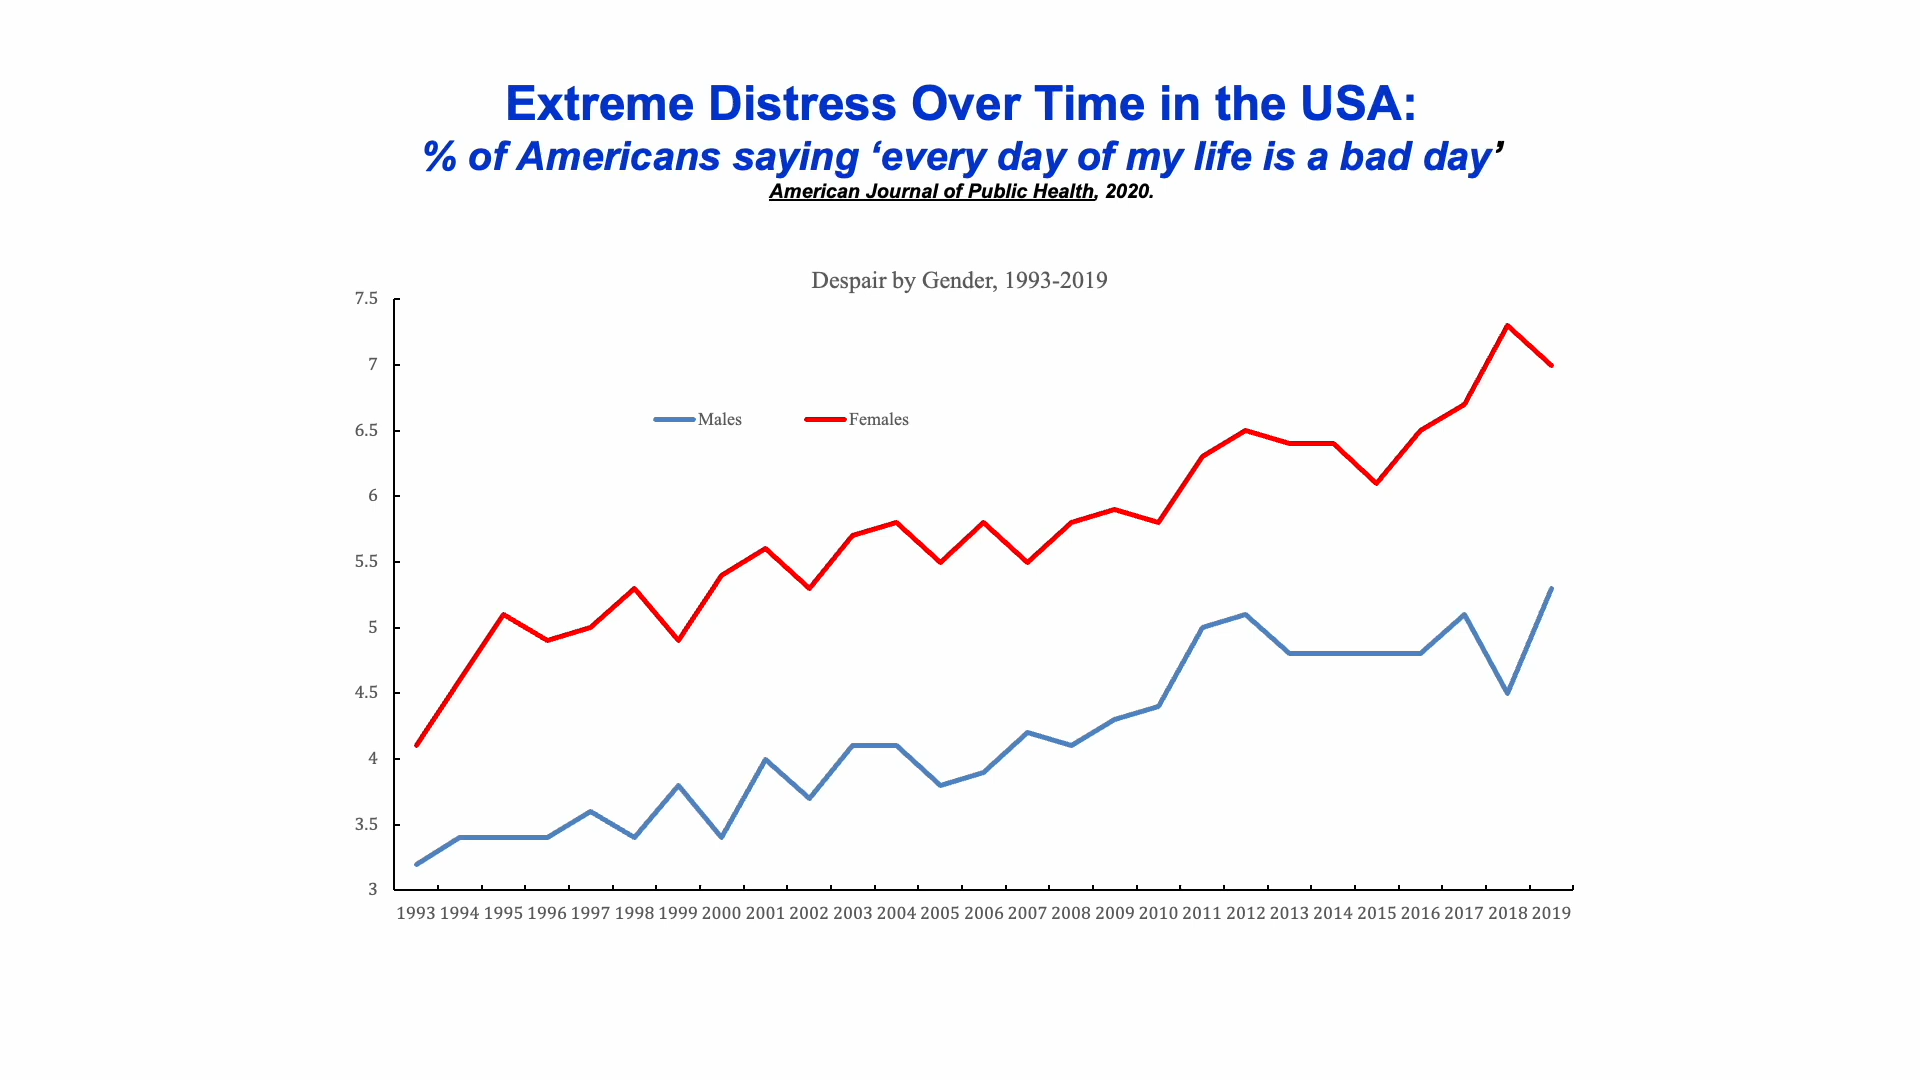 Extreme Distress Over Time in the USA:
% of Americans saying ‘every day of my life is a bad day’
American Journal of Public Health, 2020.
Despair by Gender, 1993-2019
7.5
7
6.5
6
5.5
5
4.5
4
3.5
3
Males Females
1993 1994 1995 1996 1997 1998 1999 2000 2001 2002 2003 2004 2005 2006 2007 2008 2009 2010 2011 2012 2013 2014 2015 2016 2017 2018 2019